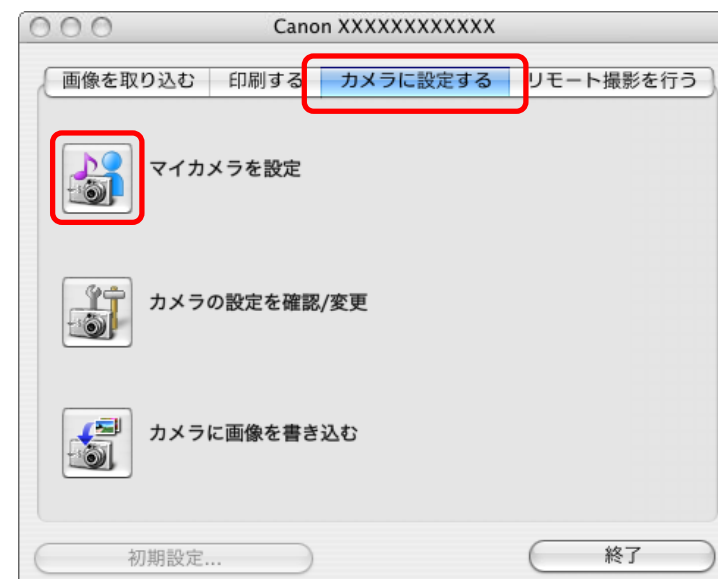 Canon XXXXXXXXXXXX
画像を取り込む 印刷する カメラに設定する リモート撮影を行う
マイカメラを設定
カメラの設定を確認/変更
カメラに画像を書き込む
初期設定... 終了